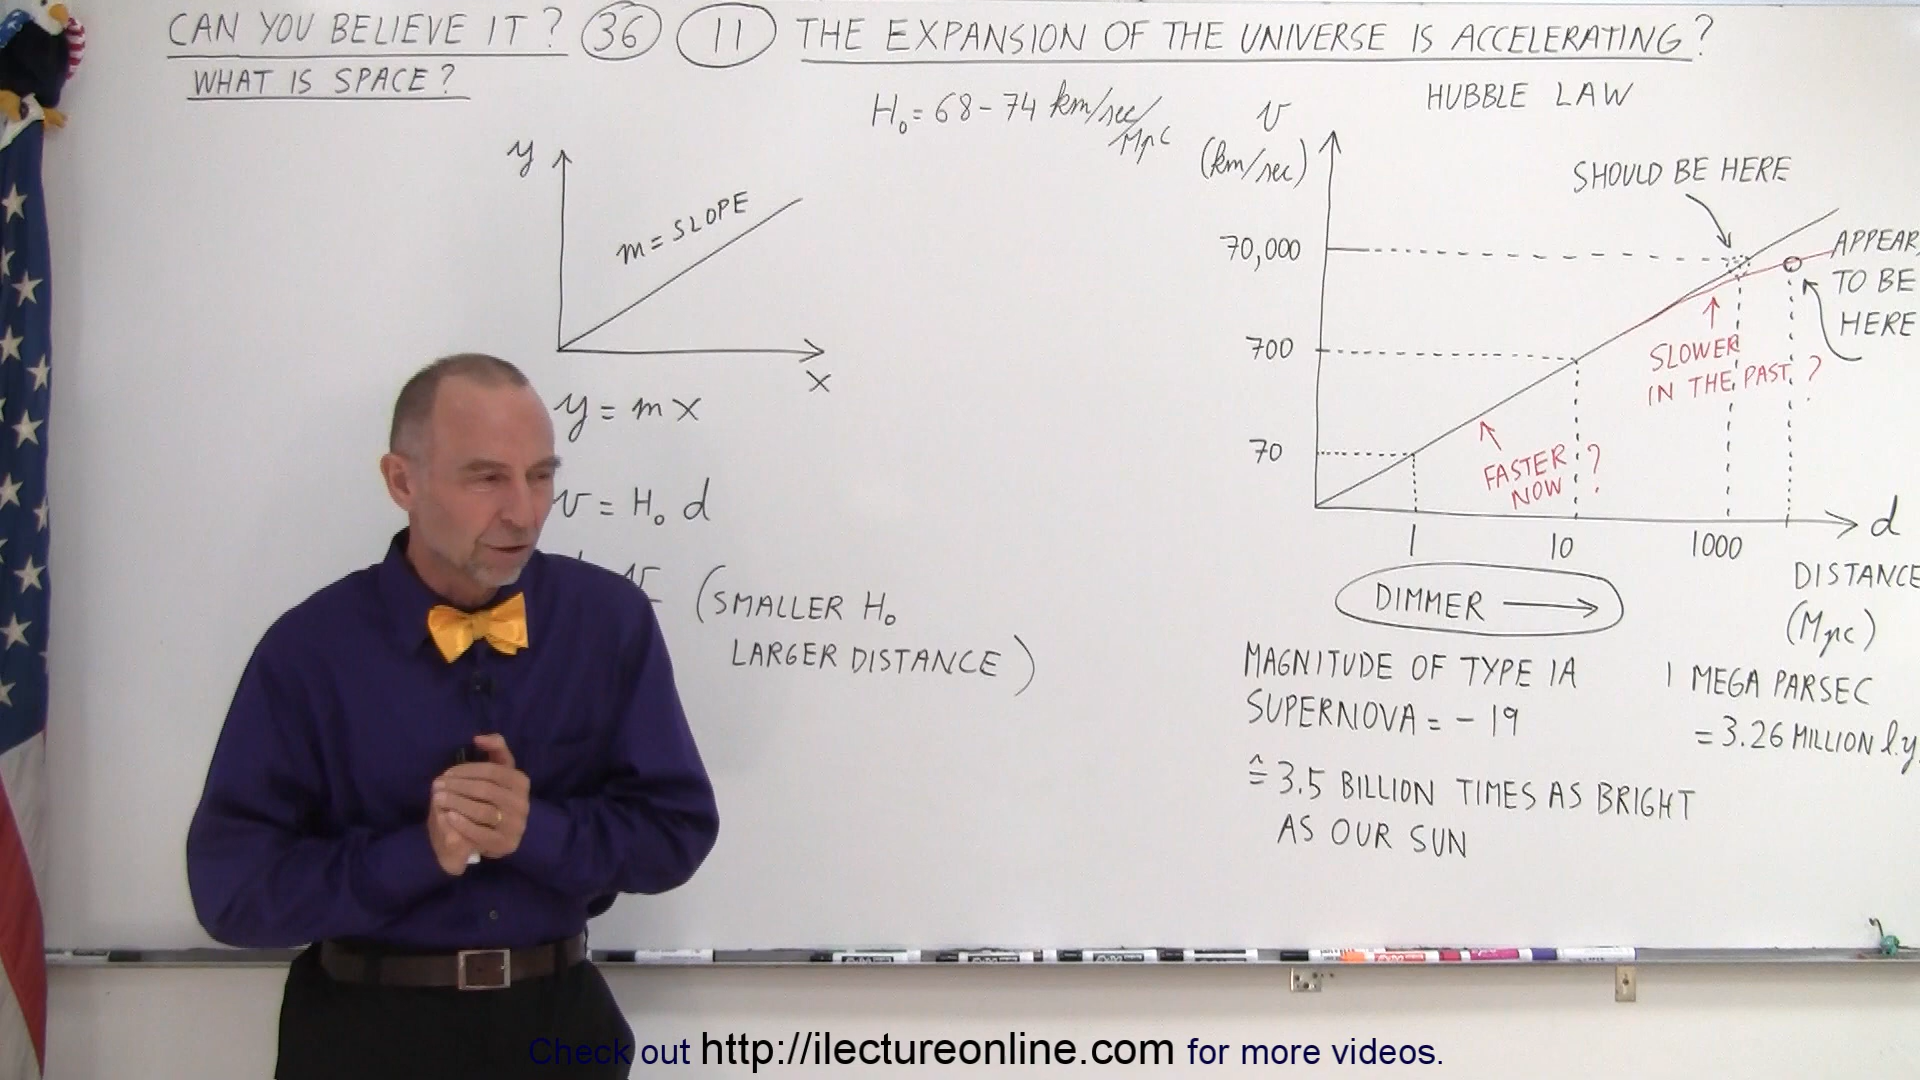 CAN YOU BELIEVE IT? 36 11 THE EXPANSION OF THE UNIVERSE IS ACCELERATING?
WHAT IS SPACE?
H₀ = 68 - 74 km/sec/Mpc
y
m = SLOPE
x
y = m x
v = H₀ d
v
(SMALLER H₀
LARGER DISTANCE)
HUBBLE LAW
v
(km/sec)
SHOULD BE HERE
70,000
APPEARS
TO BE
HERE
700
SLOWER
IN THE PAST ?
70
FASTER ?
NOW
1 10 1000 d
DISTANCE
(Mpc)
DIMMER →
MAGNITUDE OF TYPE 1A
SUPERNOVA = - 19
≙ 3.5 BILLION TIMES AS BRIGHT
AS OUR SUN
1 MEGA PARSEC
= 3.26 MILLION l.y.
Check out http://ilectureonline.com for more videos.